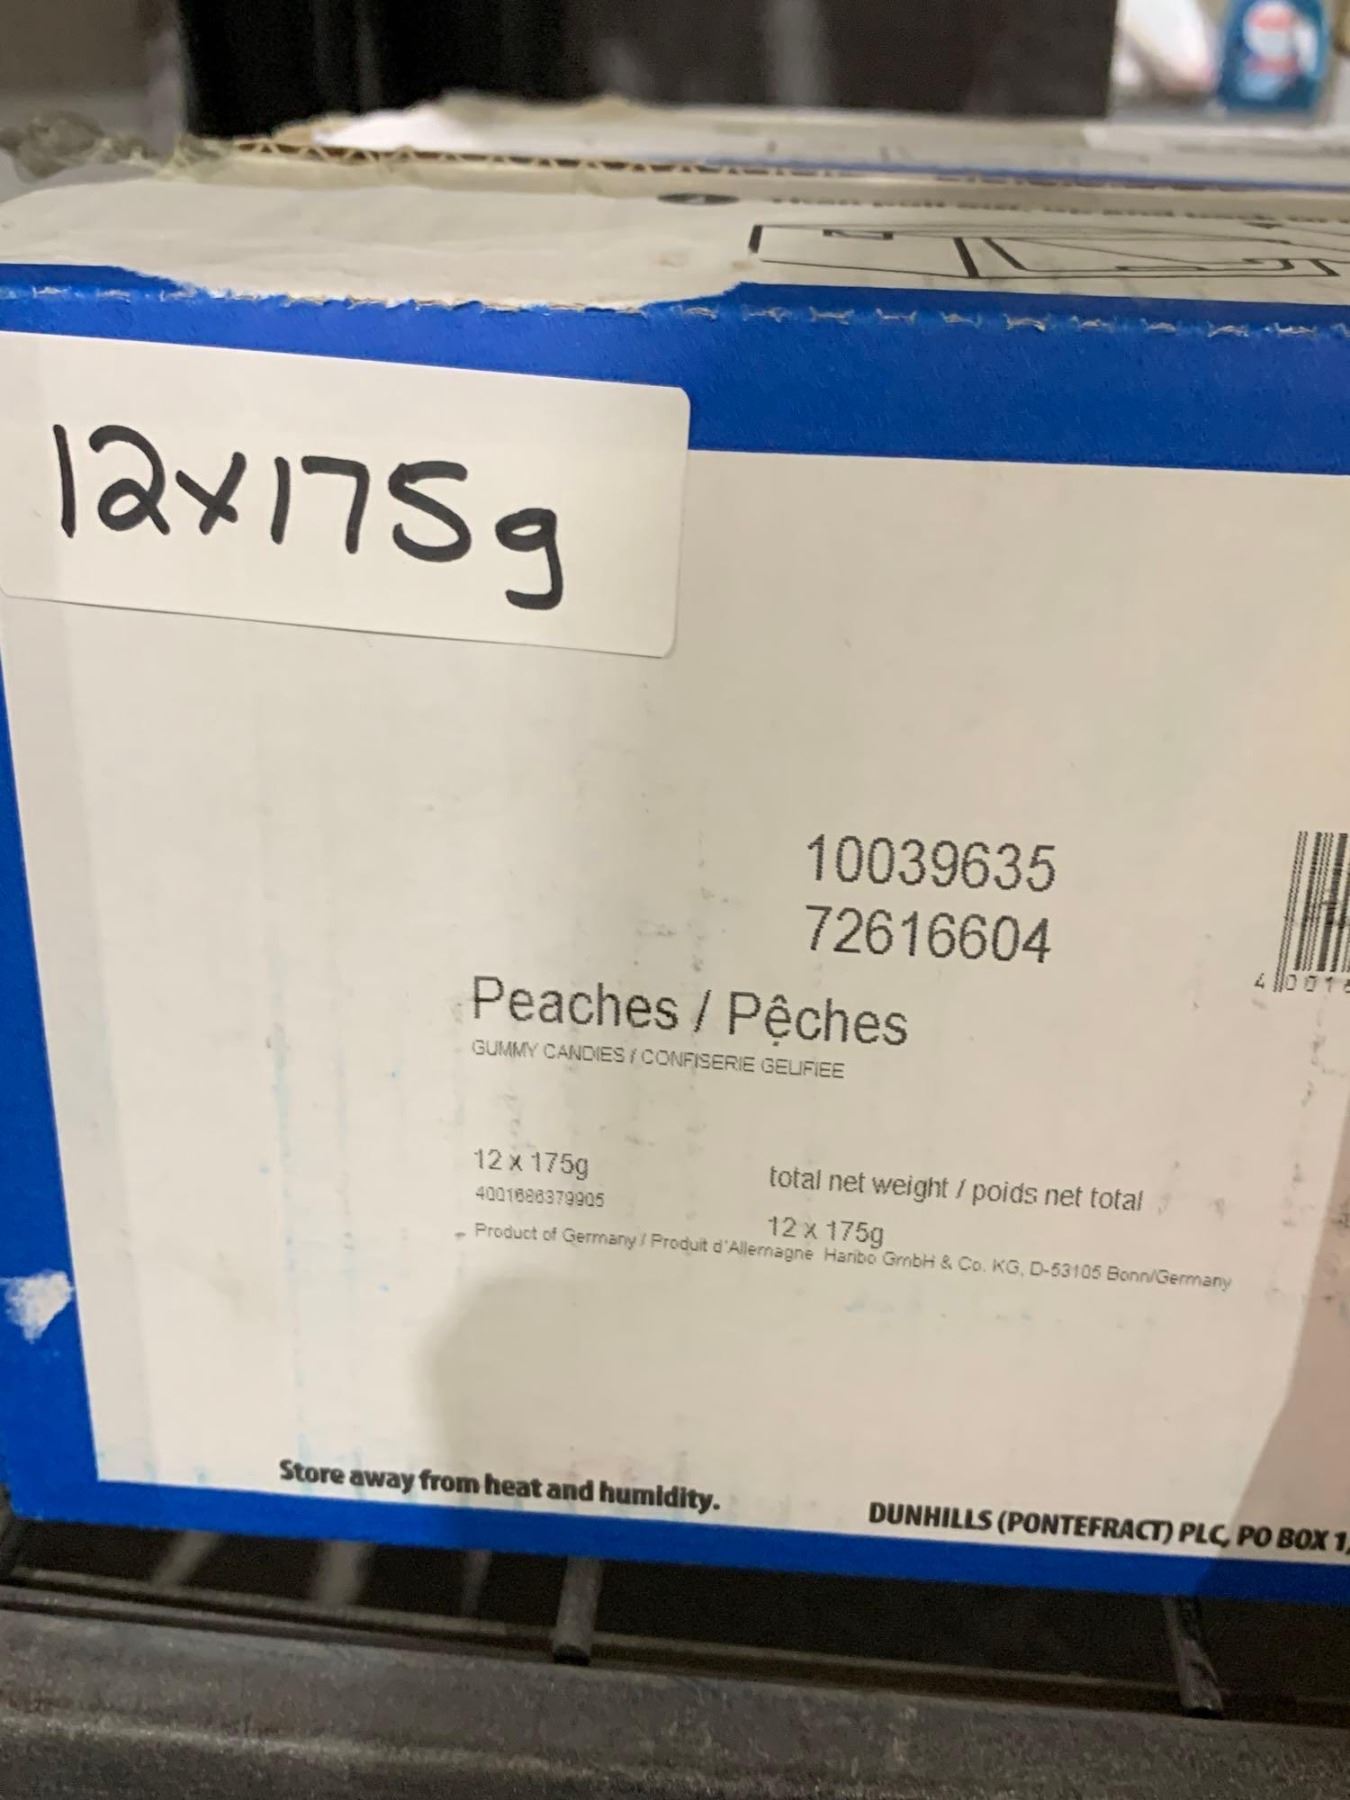 12x175g
10039635
72616604
Peaches / Pêches
GUMMY CANDIES / CONFISERIE GELIFIEE
12 x 175g
4001686379905
total net weight / poids net total
12 x 175g
Product of Germany / Produit d'Allemagne Haribo GmbH & Co. KG, D-53105 Bonn/Germany
Store away from heat and humidity.
DUNHILLS (PONTEFRACT) PLC, PO BOX 1,